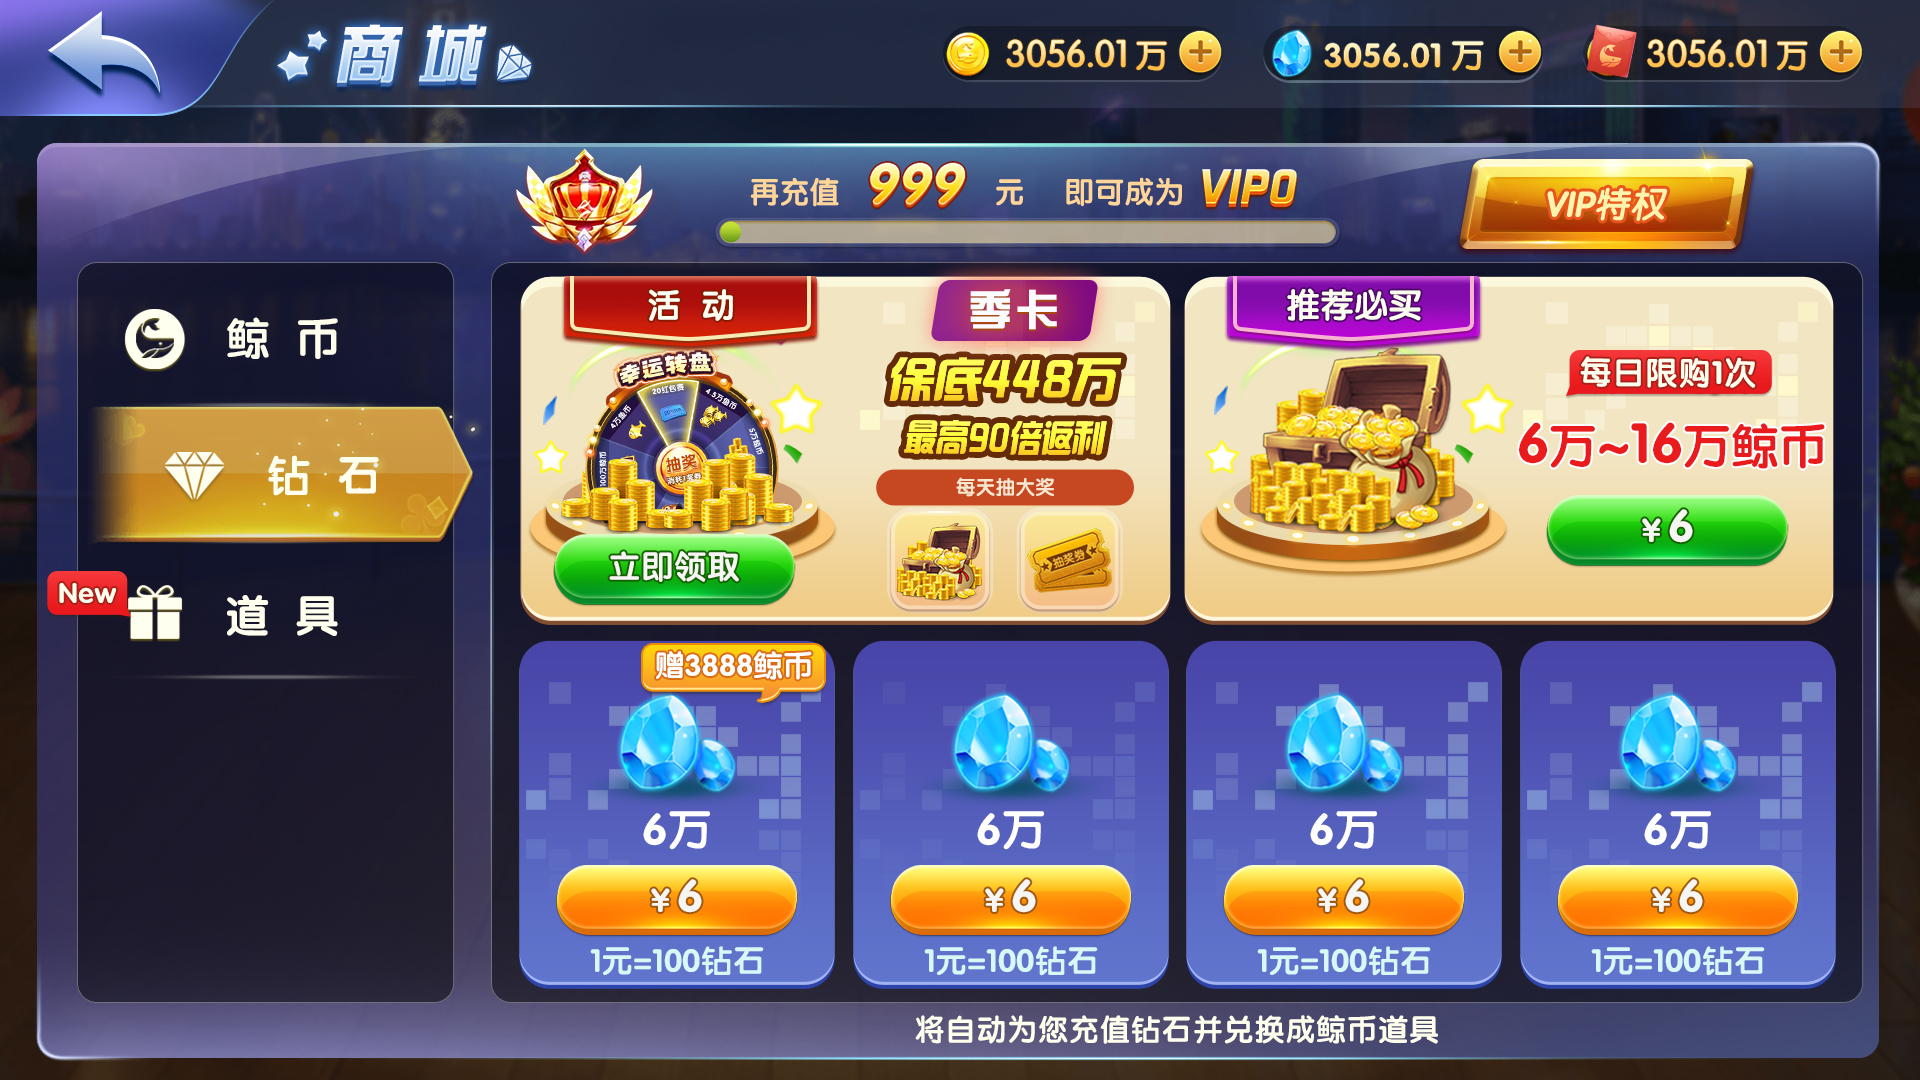 商城
3056.01万
3056.01万
3056.01万
再充值 999 元 即可成为 VIP0
VIP特权
鲸币
钻石
New
道具
活动
幸运转盘
抽奖
季卡
保底448万
最高90倍返利
每天抽大奖
抽奖券
立即领取
推荐必买
每日限购1次
6万~16万鲸币
¥6
赠3888鲸币
6万
¥6
1元=100钻石
6万
¥6
1元=100钻石
6万
¥6
1元=100钻石
6万
¥6
1元=100钻石
将自动为您充值钻石并兑换成鲸币道具